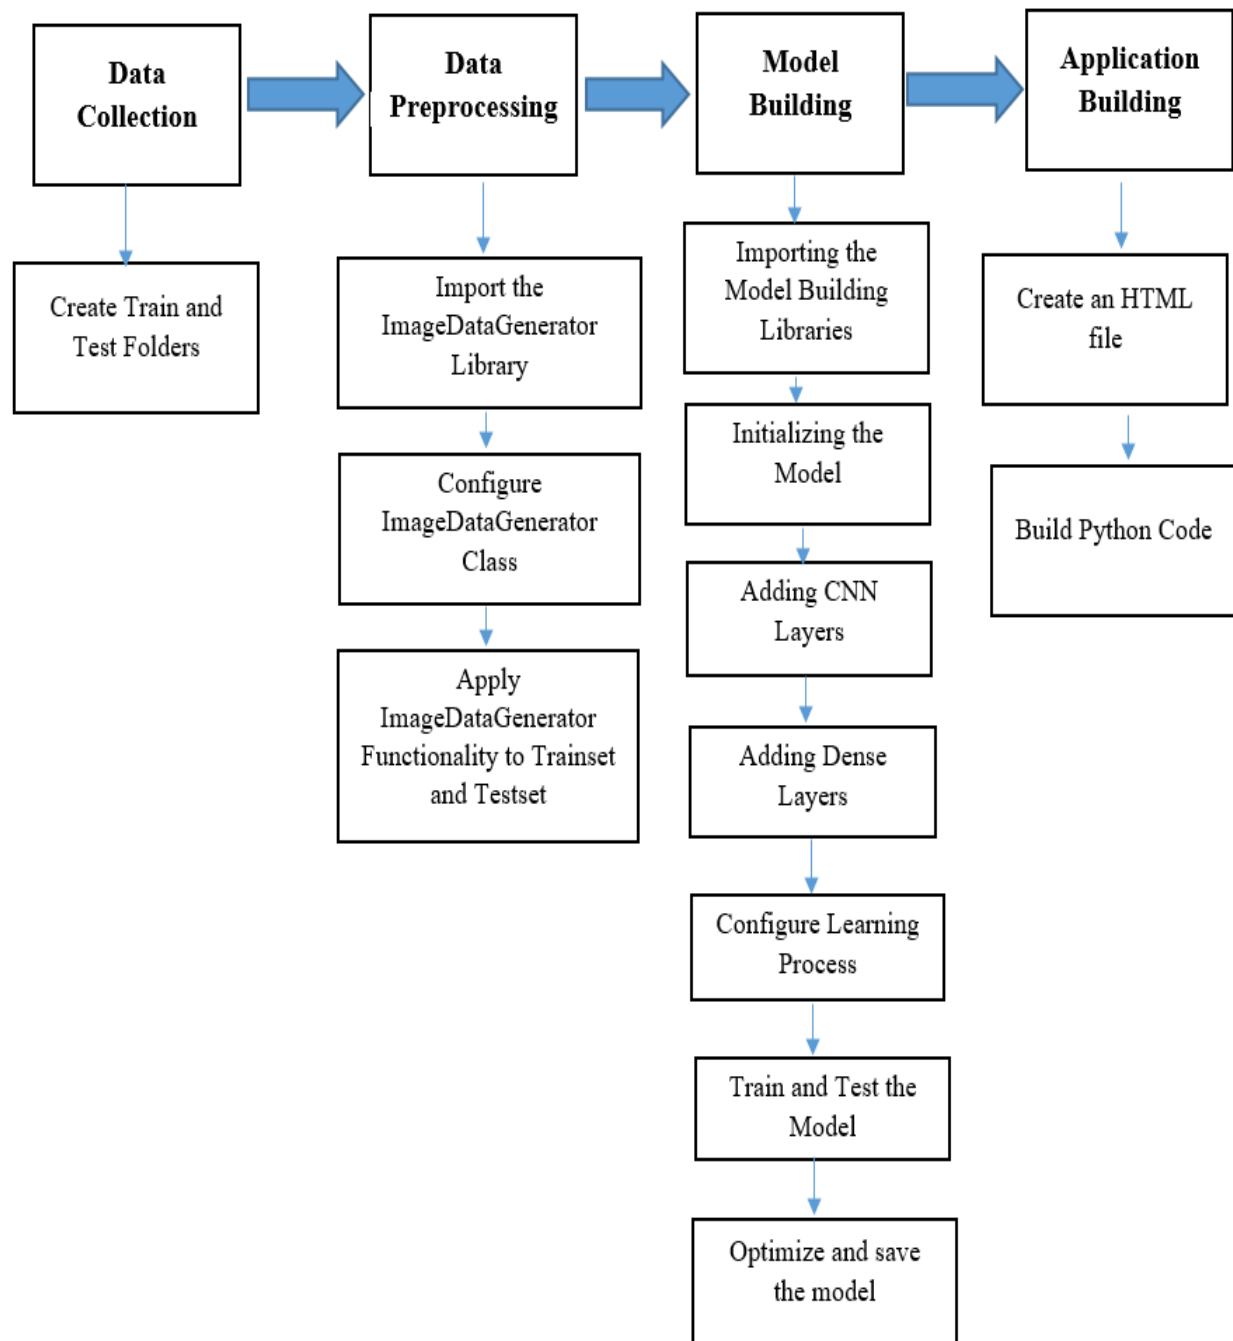 Data
Collection
Data
Preprocessing
Model
Building
Application
Building
Create Train and
Test Folders
Import the
ImageDataGenerator
Library
Configure
ImageDataGenerator
Class
Apply
ImageDataGenerator
Functionality to Trainset
and Testset
Importing the
Model Building
Libraries
Initializing the
Model
Adding CNN
Layers
Adding Dense
Layers
Configure Learning
Process
Train and Test the
Model
Optimize and save
the model
Create an HTML
file
Build Python Code